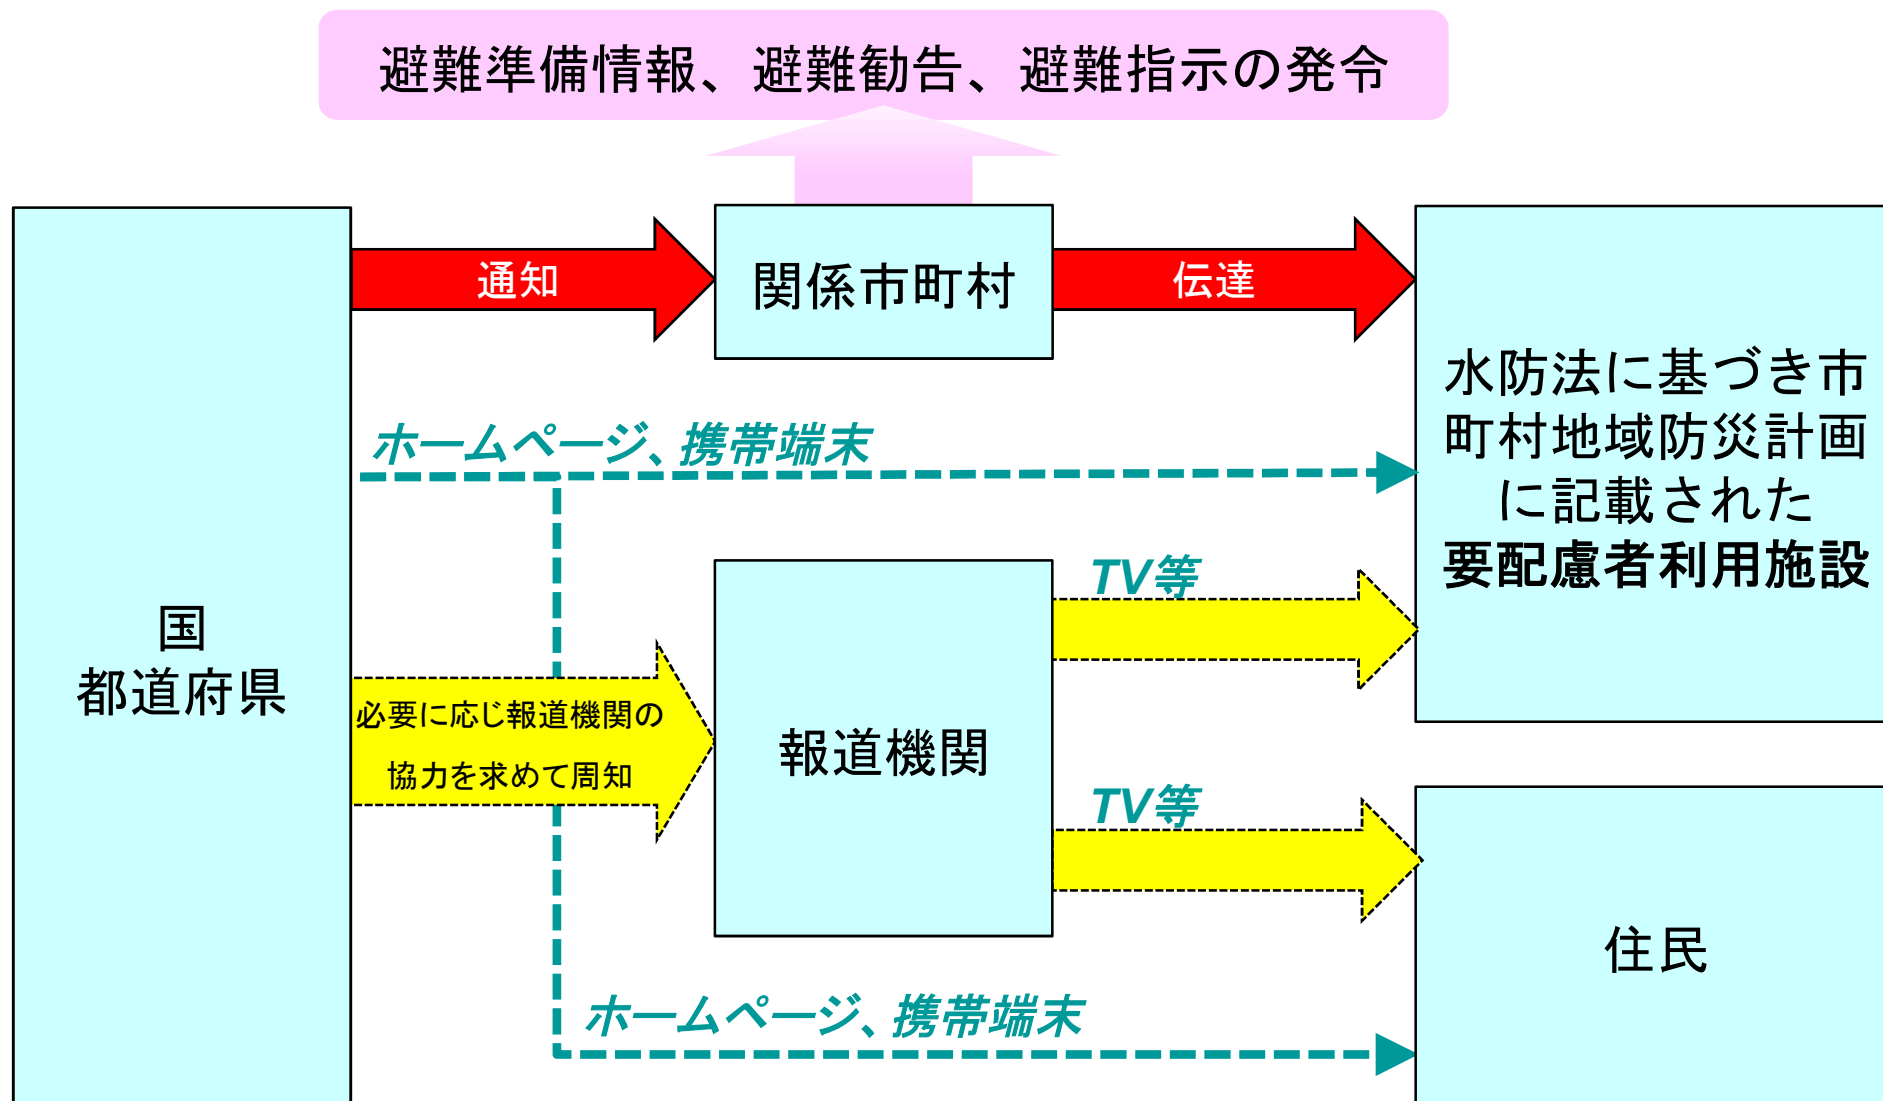 避難準備情報、避難勧告、避難指示の発令
通知
関係市町村
伝達
水防法に基づき市
町村地域防災計画
に記載された
要配慮者利用施設
ホームページ、携帯端末
TV等
国
都道府県
必要に応じ報道機関の
協力を求めて周知
報道機関
TV等
住民
ホームページ、携帯端末